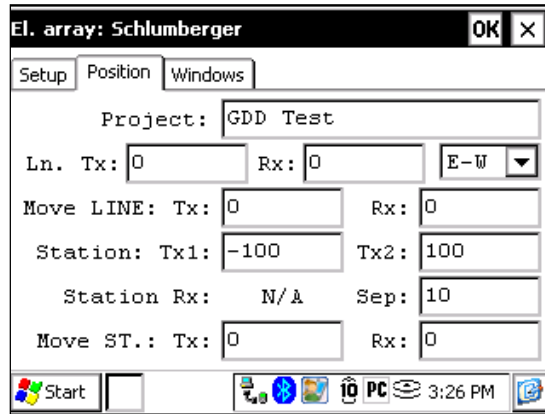 El. array: Schlumberger OK ×
Setup Position Windows
Project: GDD Test
Ln. Tx: 0 Rx: 0 E-W
Move LINE: Tx: 0 Rx: 0
Station: Tx1: -100 Tx2: 100
Station Rx: N/A Sep: 10
Move ST.: Tx: 0 Rx: 0
Start PC 3:26 PM